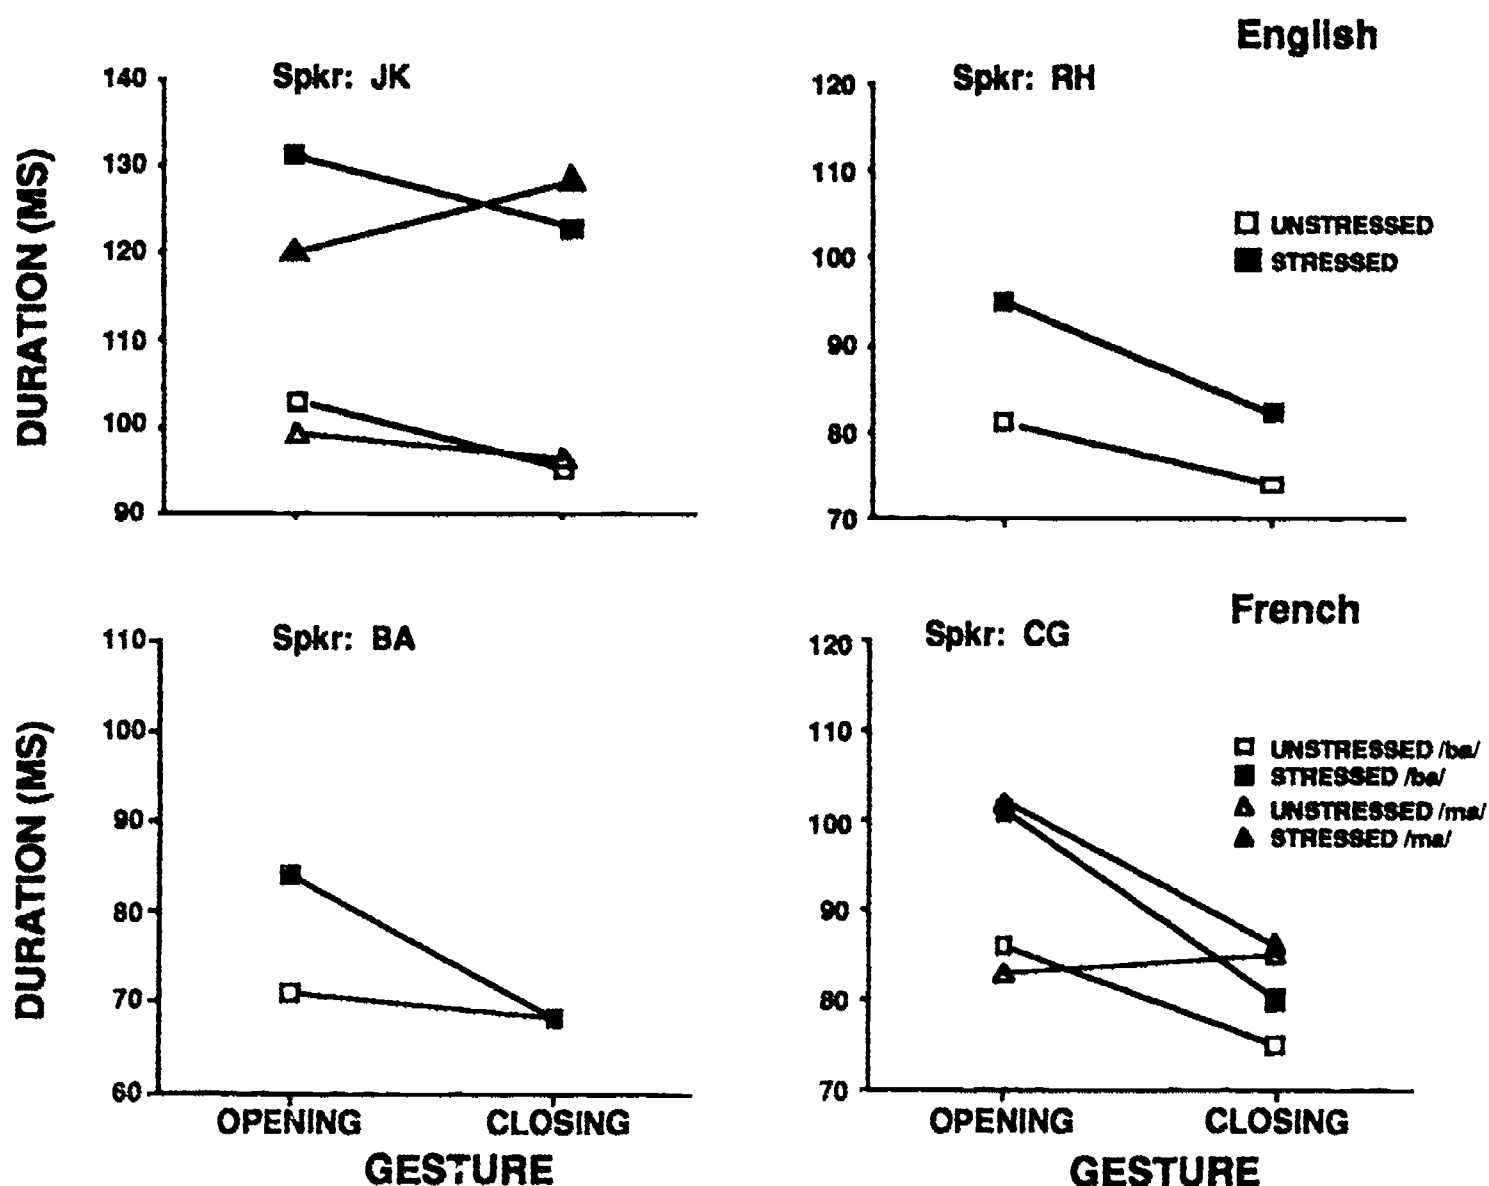 English
Spkr: JK
140
130
120
110
100
90
DURATION (MS)
Spkr: RH
120
110
100
90
80
70
UNSTRESSED
STRESSED
French
Spkr: BA
110
100
90
80
70
60
DURATION (MS)
OPENING
CLOSING
GESTURE
Spkr: CG
120
110
100
90
80
70
UNSTRESSED /ba/
STRESSED /ba/
UNSTRESSED /ma/
STRESSED /ma/
OPENING
CLOSING
GESTURE